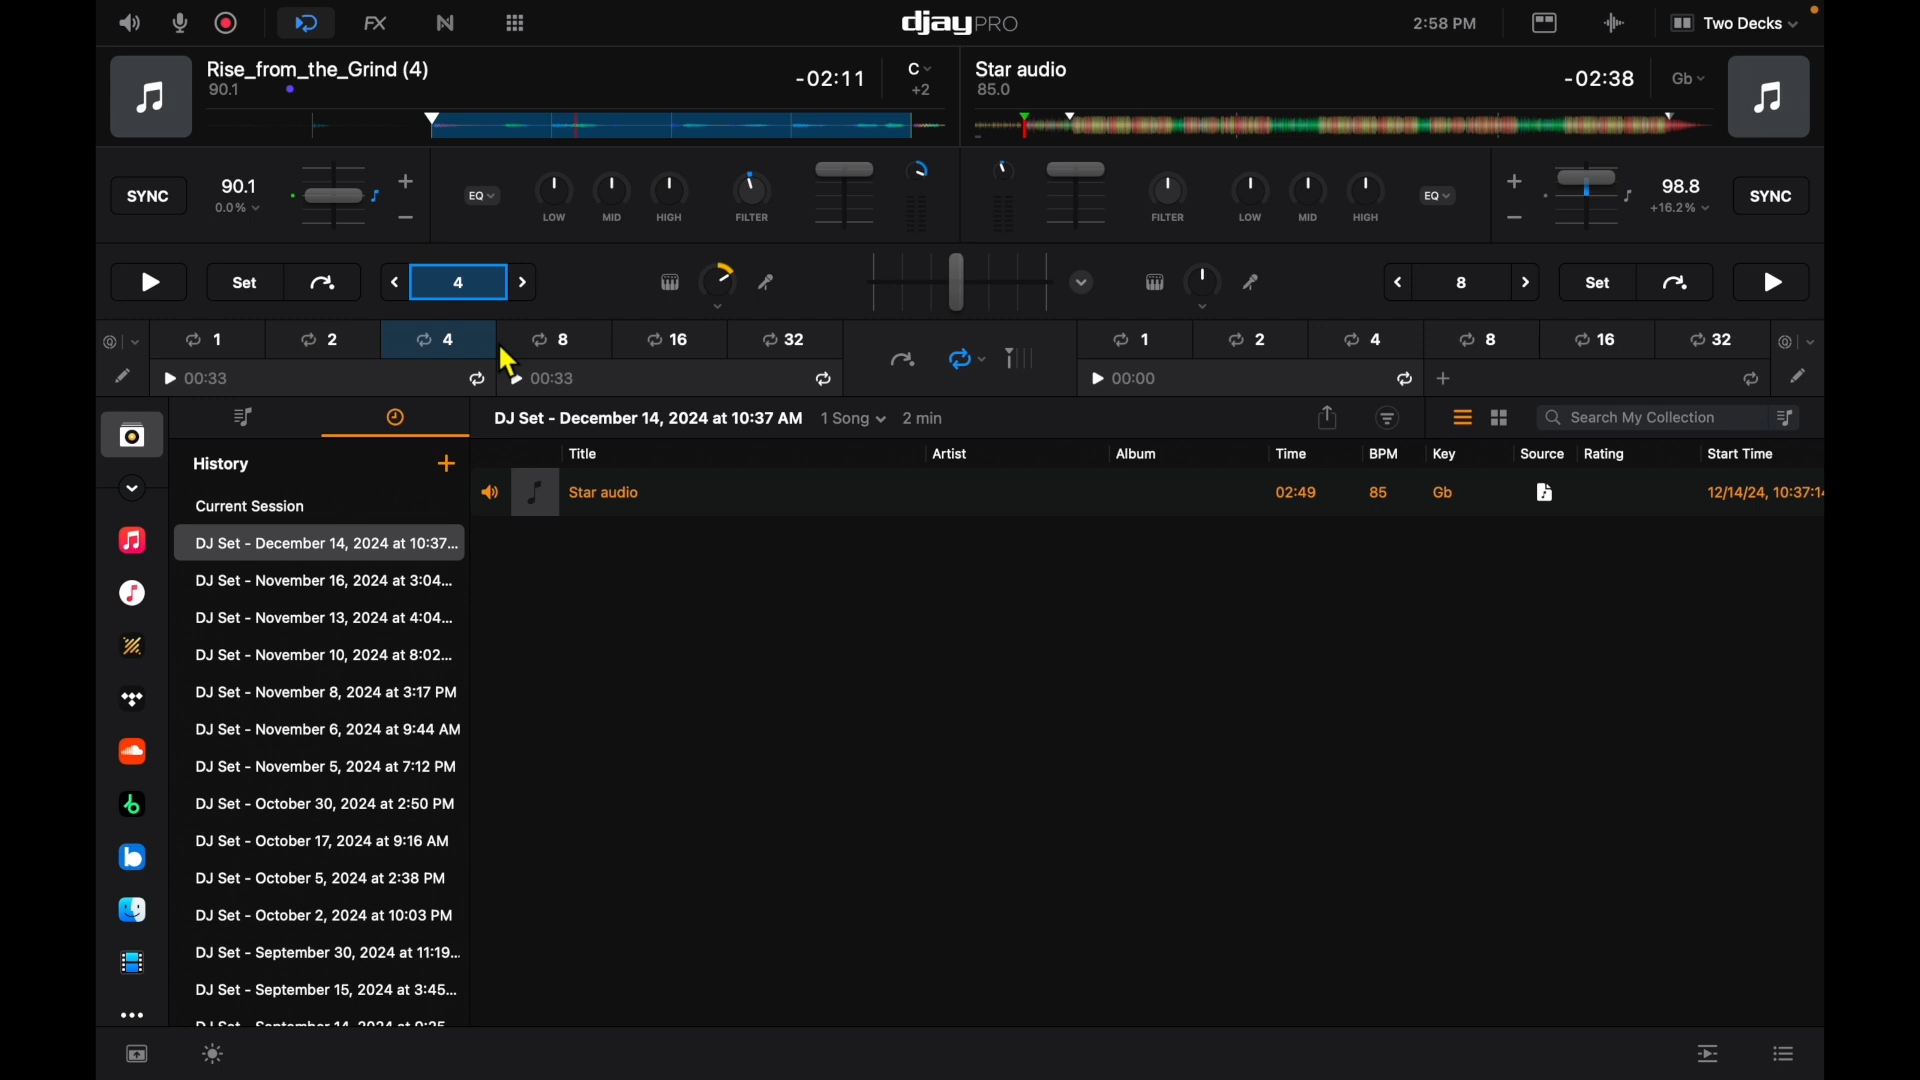 FX
djay PRO
2:58 PM
Two Decks
Rise_from_the_Grind (4)
90.1
-02:11
C
+2
Star audio
85.0
-02:38
Gb
SYNC
90.1
0.0%
EQ
LOW
MID
HIGH
FILTER
FILTER
LOW
MID
HIGH
EQ
98.8
+16.2%
SYNC
Set
4
8
Set
1
2
4
8
16
32
1
2
4
8
16
32
00:33
00:33
00:00
DJ Set - December 14, 2024 at 10:37 AM
1 Song
2 min
Search My Collection
History
Title
Artist
Album
Time
BPM
Key
Source
Rating
Start Time
Star audio
02:49
85
Gb
12/14/24, 10:37:14
Current Session
DJ Set - December 14, 2024 at 10:37...
DJ Set - November 16, 2024 at 3:04...
DJ Set - November 13, 2024 at 4:04...
DJ Set - November 10, 2024 at 8:02...
DJ Set - November 8, 2024 at 3:17 PM
DJ Set - November 6, 2024 at 9:44 AM
DJ Set - November 5, 2024 at 7:12 PM
DJ Set - October 30, 2024 at 2:50 PM
DJ Set - October 17, 2024 at 9:16 AM
DJ Set - October 5, 2024 at 2:38 PM
DJ Set - October 2, 2024 at 10:03 PM
DJ Set - September 30, 2024 at 11:19...
DJ Set - September 15, 2024 at 3:45...
DJ Set - September 14, 2024 at 9:25